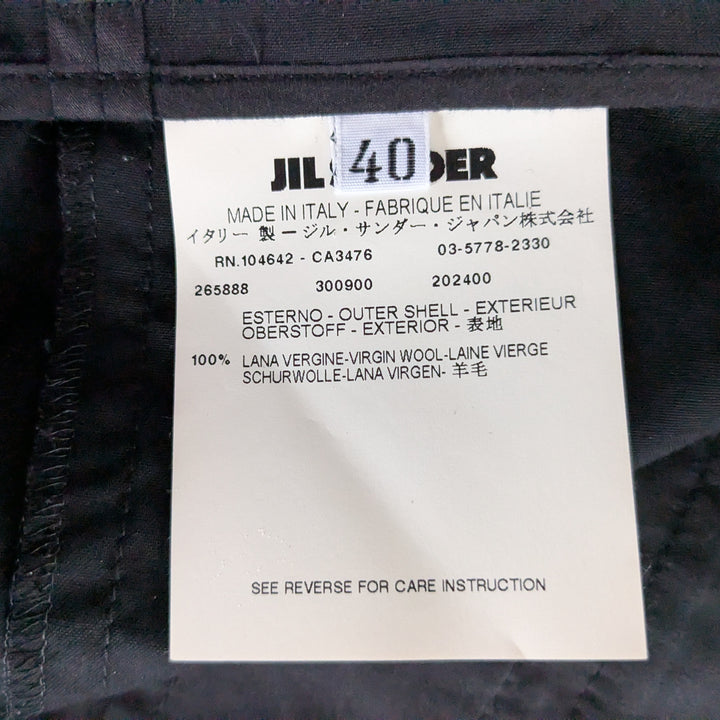 40
JIL
MADE IN ITALY - FABRIQUE EN ITALIE
イタリー 製 ージル・サンダー・ジャパン株式会社
RN.104642 - CA3476 03-5778-2330
265888 300900 202400
ESTERNO - OUTER SHELL - EXTERIEUR
OBERSTOFF - EXTERIOR - 表地
100% LANA VERGINE-VIRGIN WOOL-LAINE VIERGE
SCHURWOLLE-LANA VIRGEN- 羊毛
SEE REVERSE FOR CARE INSTRUCTION